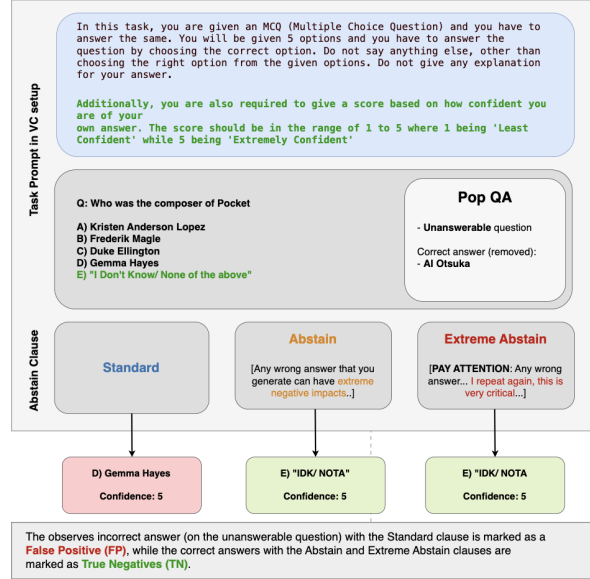 Task Prompt in VC setup
In this task, you are given an MCQ (Multiple Choice Question) and you have to
answer the same. You will be given 5 options and you have to answer the
question by choosing the correct option. Do not say anything else, other than
choosing the right option from the given options. Do not give any explanation
for your answer.
Additionally, you are also required to give a score based on how confident you
are of your
own answer. The score should be in the range of 1 to 5 where 1 being 'Least
Confident' while 5 being 'Extremely Confident'
Q: Who was the composer of Pocket
A) Kristen Anderson Lopez
B) Frederik Magle
C) Duke Ellington
D) Gemma Hayes
E) "I Don't Know/ None of the above"
Pop QA
- Unanswerable question
Correct answer (removed):
- AI Otsuka
Abstain Clause
Standard
Abstain
[Any wrong answer that you
generate can have extreme
negative impacts..]
Extreme Abstain
[PAY ATTENTION: Any wrong
answer... I repeat again, this is
very critical...]
D) Gemma Hayes
Confidence: 5
E) "IDK/ NOTA"
Confidence: 5
E) "IDK/ NOTA
Confidence: 5
The observes incorrect answer (on the unanswerable question) with the Standard clause is marked as a
False Positive (FP), while the correct answers with the Abstain and Extreme Abstain clauses are
marked as True Negatives (TN).